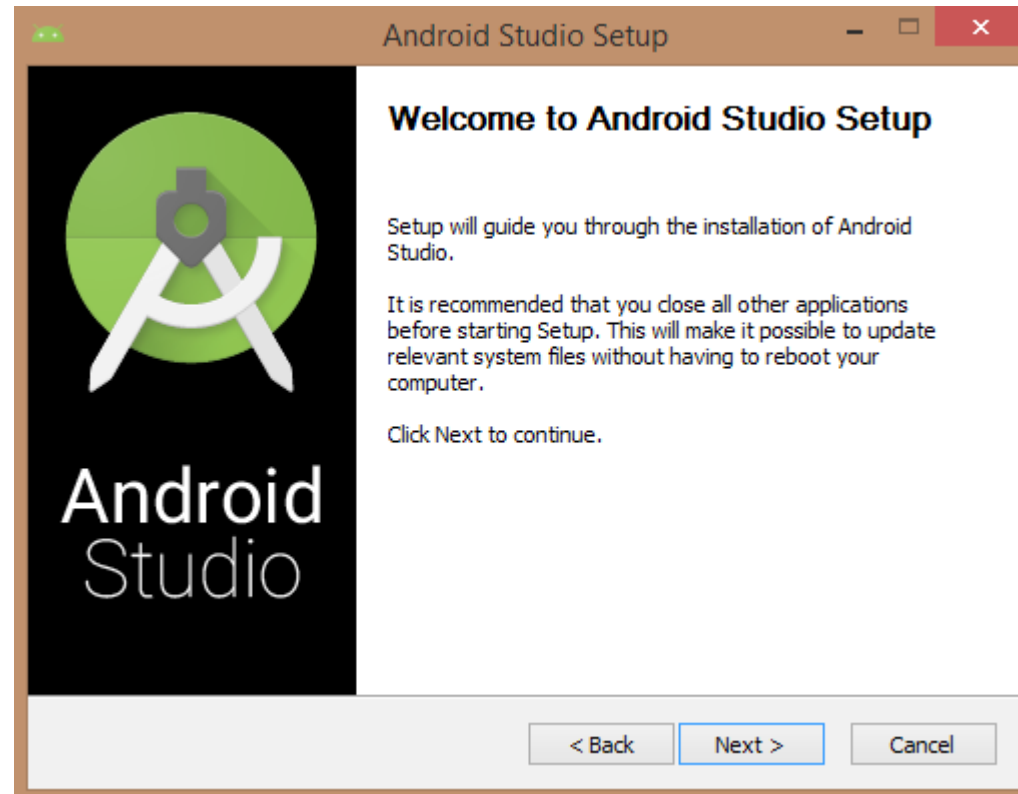 Android Studio Setup
Welcome to Android Studio Setup
Setup will guide you through the installation of Android
Studio.
It is recommended that you close all other applications
before starting Setup. This will make it possible to update
relevant system files without having to reboot your
computer.
Click Next to continue.
Android
Studio
< Back Next > Cancel